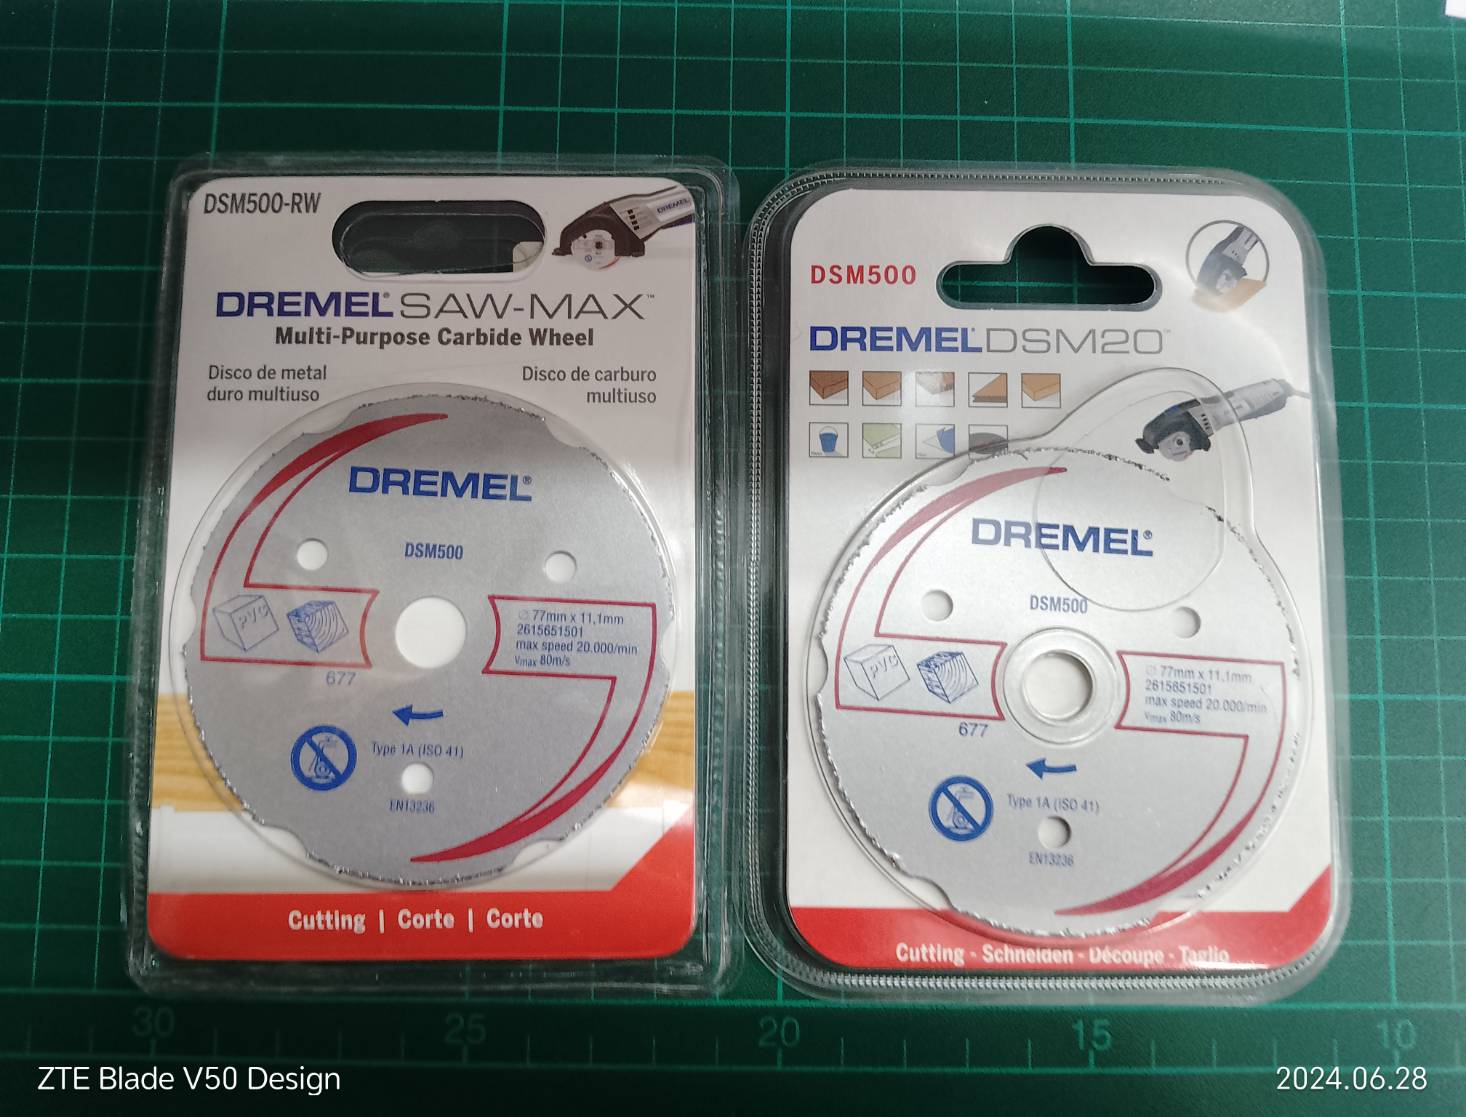 DSM500-RW
DREMEL
DREMEL® SAW-MAX™
Multi-Purpose Carbide Wheel
Disco de metal
duro multiuso
Disco de carburo
multiuso
DREMEL®
DSM500
PVC
⌀ 77mm x 11,1mm
2615651501
max speed 20.000/min
Vmax 80m/s
677
Type 1A (ISO 41)
EN13236
Cutting | Corte | Corte
DSM500
DREMEL® DSM20™
DREMEL®
DSM500
PVC
⌀ 77mm x 11,1mm
2615651501
max speed 20.000/min
Vmax 80m/s
677
Type 1A (ISO 41)
EN13236
Cutting - Schneiden - Découpe - Taglio
30 25 20 15 10
ZTE Blade V50 Design
2024.06.28